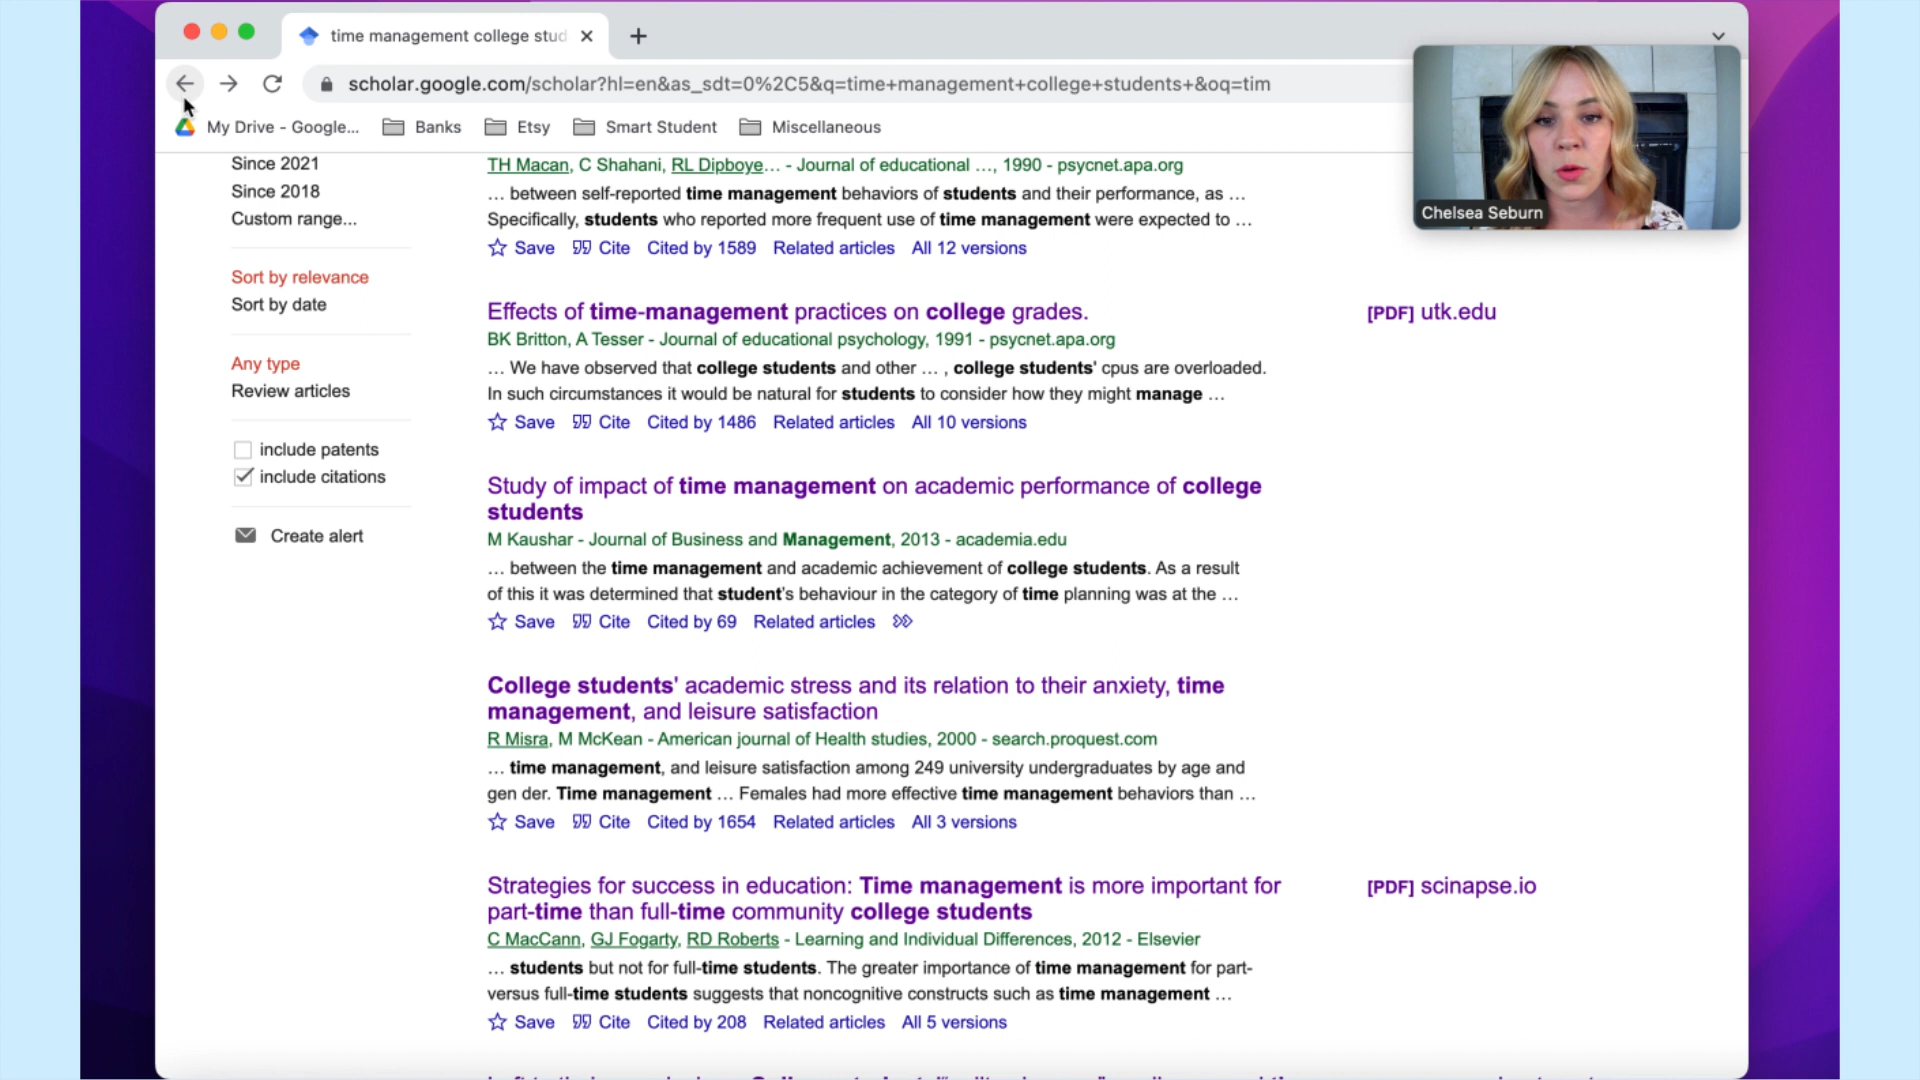 time management college stud
scholar.google.com/scholar?hl=en&as_sdt=0%2C5&q=time+management+college+students+&oq=tim
My Drive - Google... Banks Etsy Smart Student Miscellaneous
Chelsea Seburn
Since 2021
Since 2018
Custom range...
Sort by relevance
Sort by date
Any type
Review articles
include patents
include citations
Create alert
TH Macan, C Shahani, RL Dipboye… - Journal of educational …, 1990 - psycnet.apa.org
… between self-reported time management behaviors of students and their performance, as …
Specifically, students who reported more frequent use of time management were expected to …
Save Cite Cited by 1589 Related articles All 12 versions
Effects of time-management practices on college grades.
[PDF] utk.edu
BK Britton, A Tesser - Journal of educational psychology, 1991 - psycnet.apa.org
… We have observed that college students and other … , college students' cpus are overloaded.
In such circumstances it would be natural for students to consider how they might manage …
Save Cite Cited by 1486 Related articles All 10 versions
Study of impact of time management on academic performance of college
students
M Kaushar - Journal of Business and Management, 2013 - academia.edu
… between the time management and academic achievement of college students. As a result
of this it was determined that student's behaviour in the category of time planning was at the …
Save Cite Cited by 69 Related articles
College students' academic stress and its relation to their anxiety, time
management, and leisure satisfaction
R Misra, M McKean - American journal of Health studies, 2000 - search.proquest.com
… time management, and leisure satisfaction among 249 university undergraduates by age and
gen der. Time management … Females had more effective time management behaviors than …
Save Cite Cited by 1654 Related articles All 3 versions
Strategies for success in education: Time management is more important for
part-time than full-time community college students
[PDF] scinapse.io
C MacCann, GJ Fogarty, RD Roberts - Learning and Individual Differences, 2012 - Elsevier
… students but not for full-time students. The greater importance of time management for part-
versus full-time students suggests that noncognitive constructs such as time management …
Save Cite Cited by 208 Related articles All 5 versions